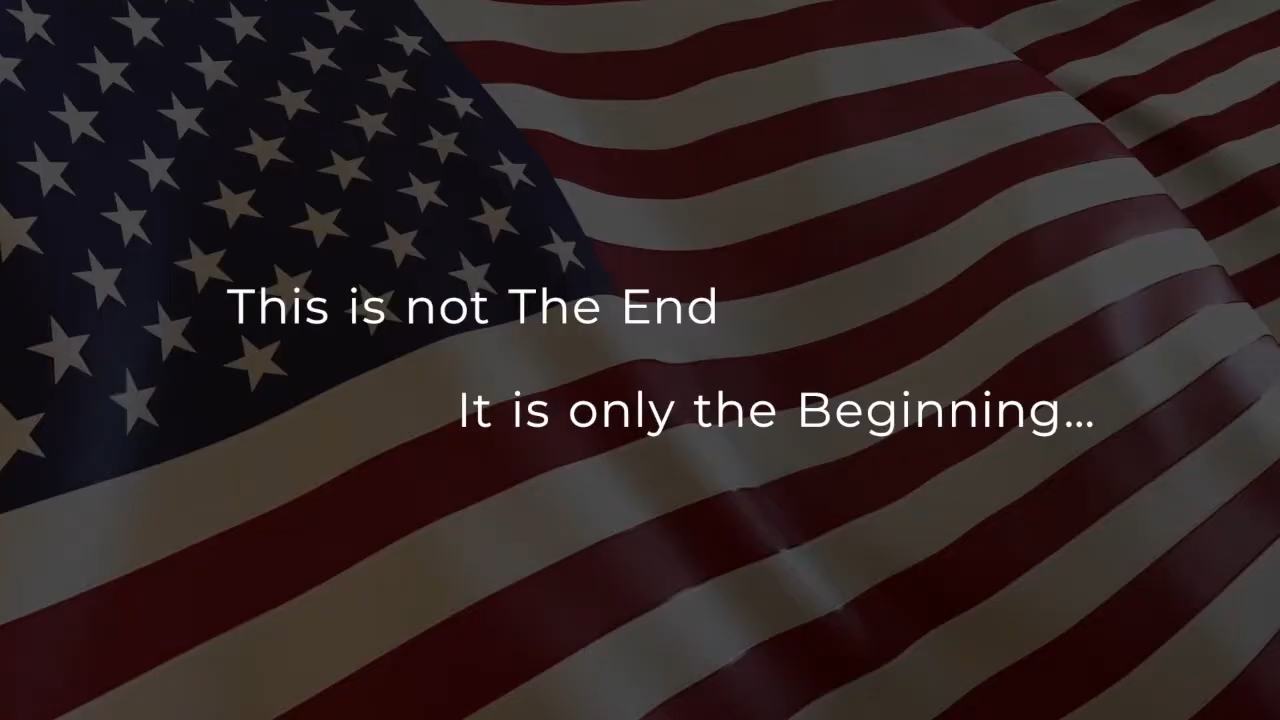 This is not The End
It is only the Beginning...